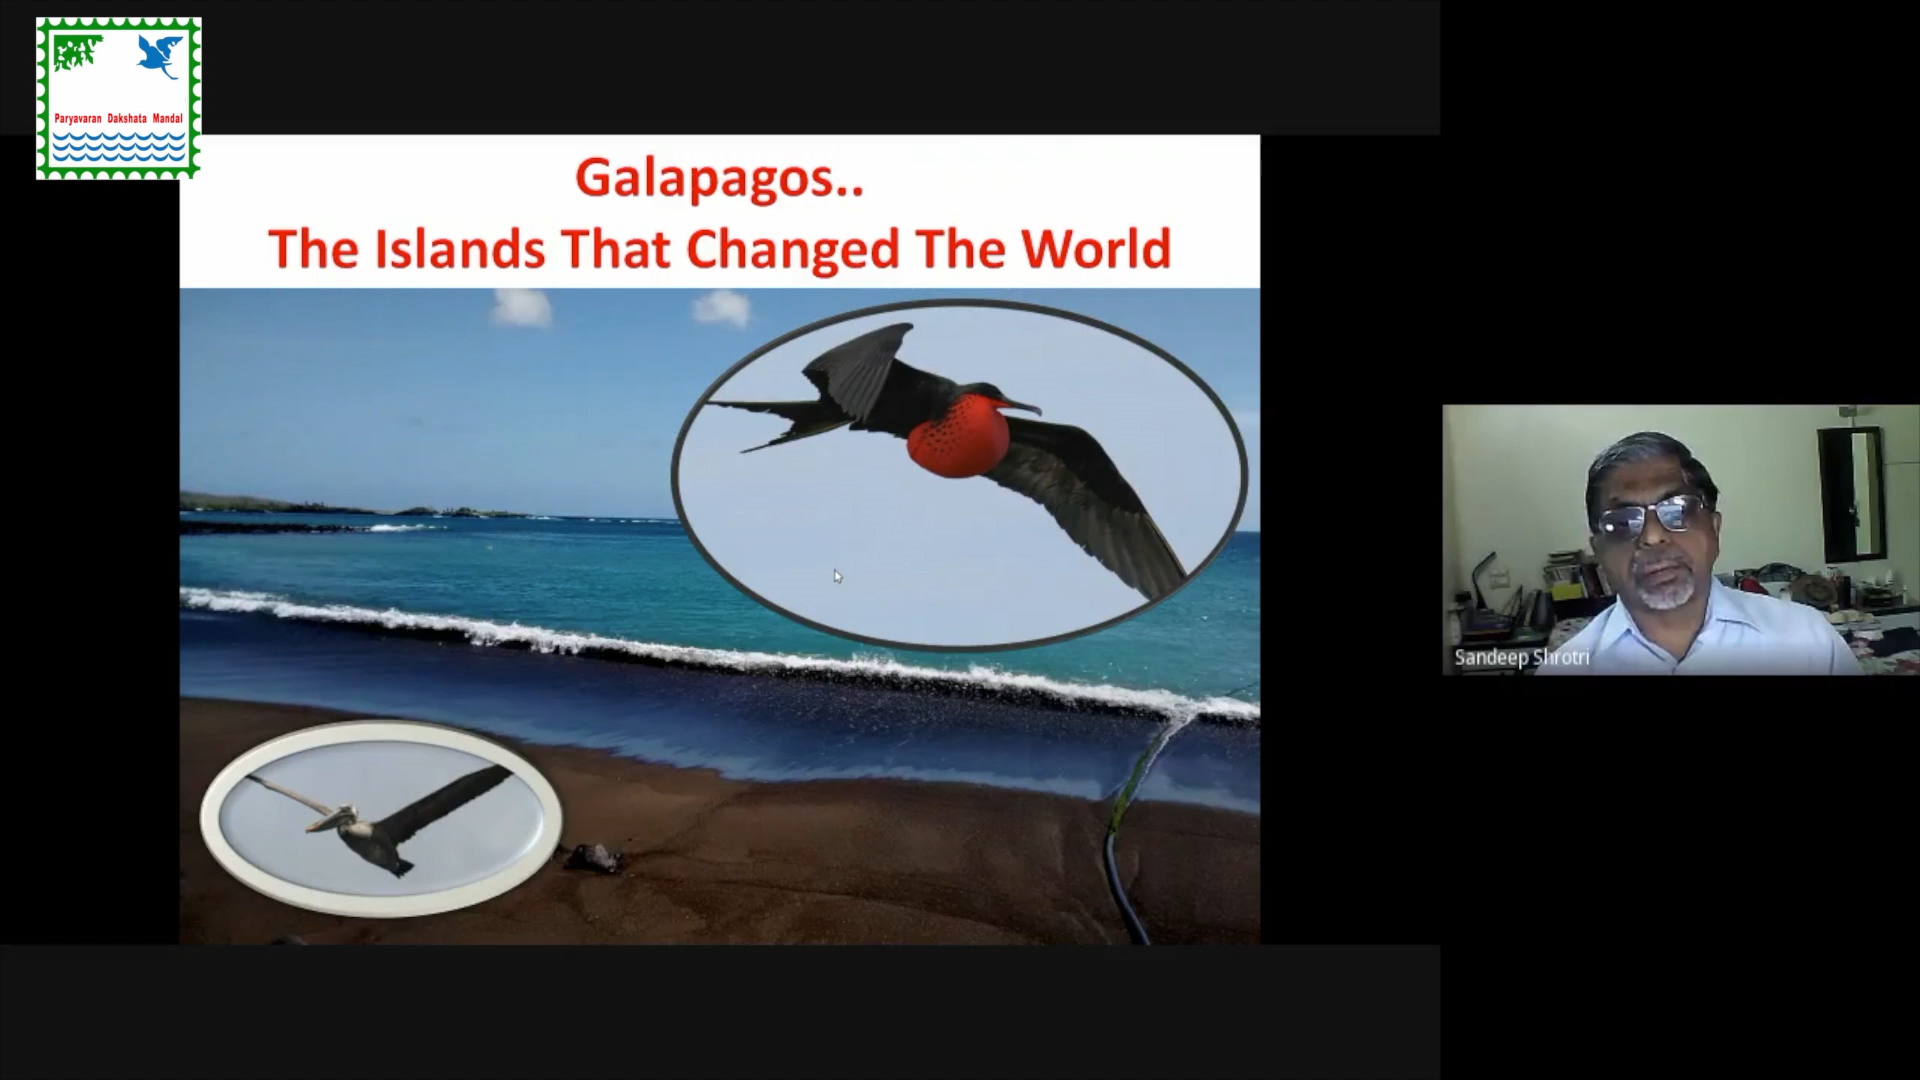 Paryavaran Dakshata Mandal
Galapagos..
The Islands That Changed The World
Sandeep Shrotri